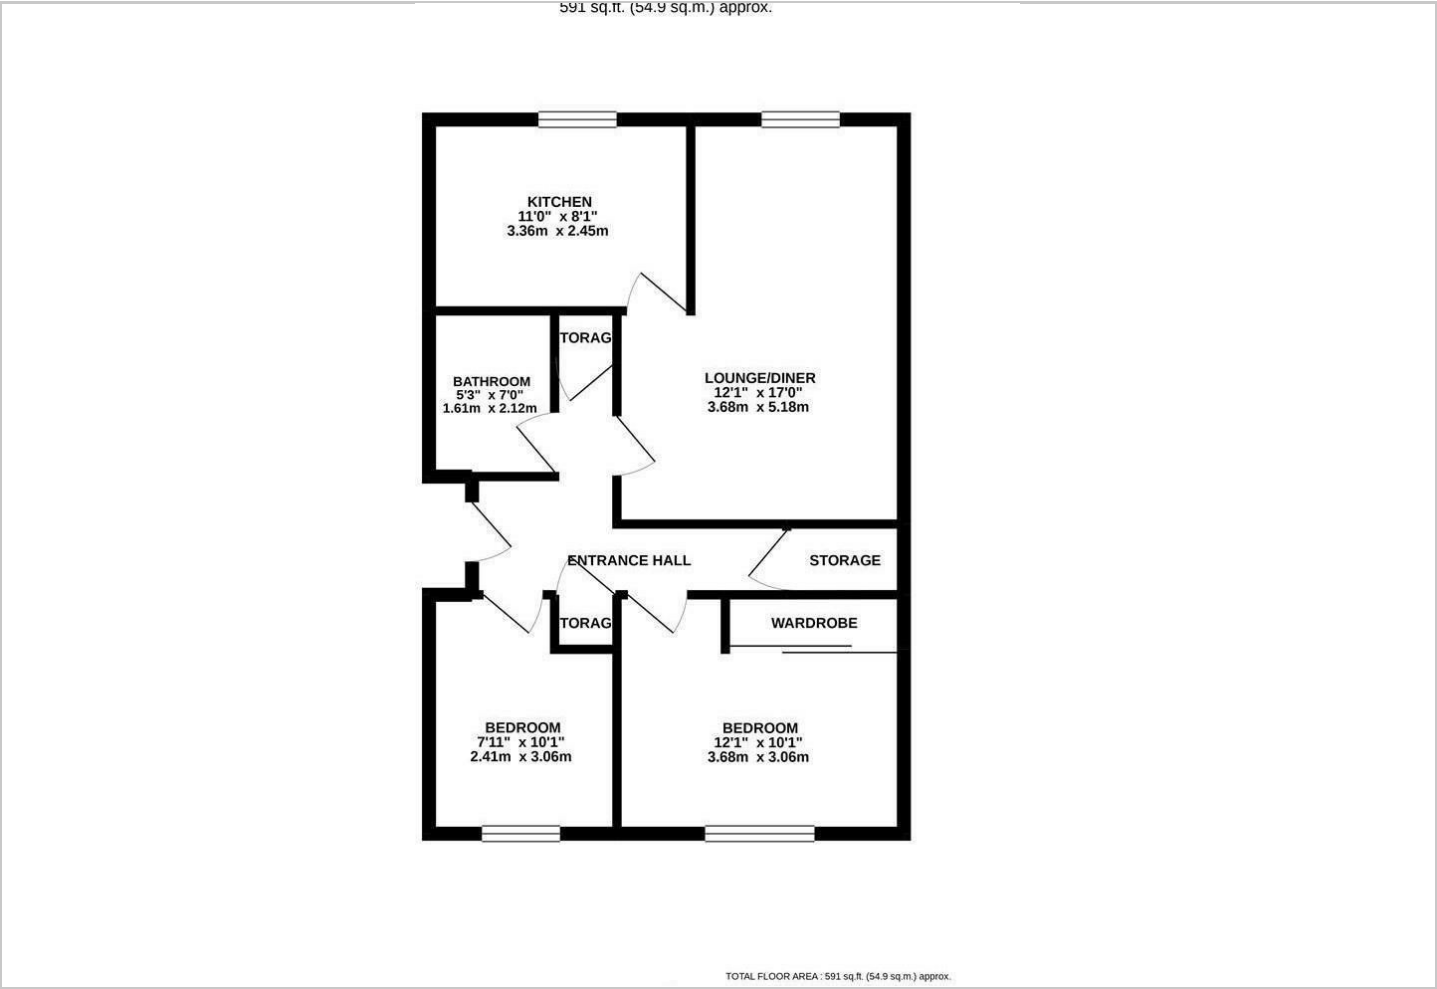 591 sq.ft. (54.9 sq.m.) approx.
KITCHEN
11'0" x 8'1"
3.36m x 2.45m
TORAG
BATHROOM
5'3" x 7'0"
1.61m x 2.12m
LOUNGE/DINER
12'1" x 17'0"
3.68m x 5.18m
ENTRANCE HALL
STORAGE
TORAG
WARDROBE
BEDROOM
7'11" x 10'1"
2.41m x 3.06m
BEDROOM
12'1" x 10'1"
3.68m x 3.06m
TOTAL FLOOR AREA : 591 sq.ft. (54.9 sq.m.) approx.